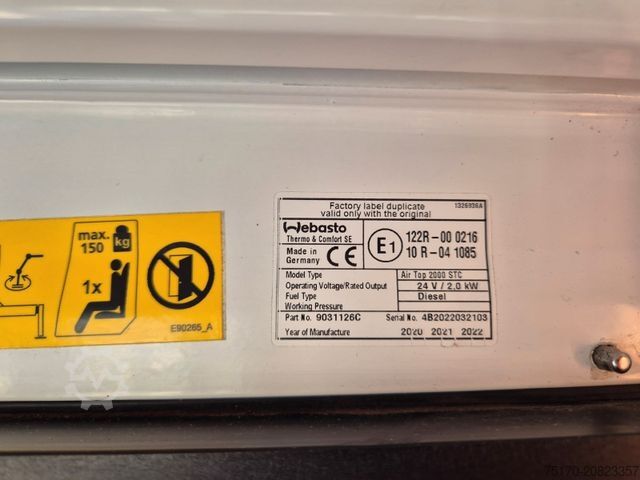 Factory label duplicate
valid only with the original
1326936A
Webasto
Thermo & Comfort SE
Made in
Germany
CE
E1
122R-00 0216
10 R-04 1085
Model Type Air Top 2000 STC
Operating Voltage/Rated Output 24 V / 2,0 kW
Fuel Type Diesel
Working Pressure
Part No. 9031126C Serial No. 4B2022032103
Year of Manufacture 2020 2021 2022
max.
150 kg
1x
E90265_A
75170-20823357